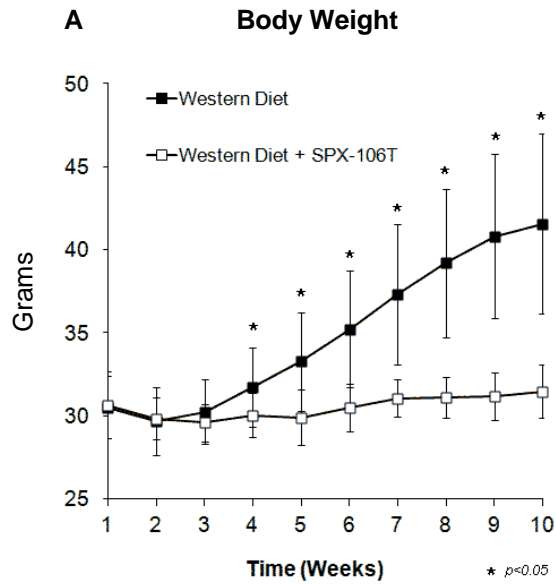 A Body Weight
50
Western Diet
Western Diet + SPX-106T
*
*
*
*
*
*
*
45
40
35
30
25
Grams
1 2 3 4 5 6 7 8 9 10
Time (Weeks)
* p<0.05